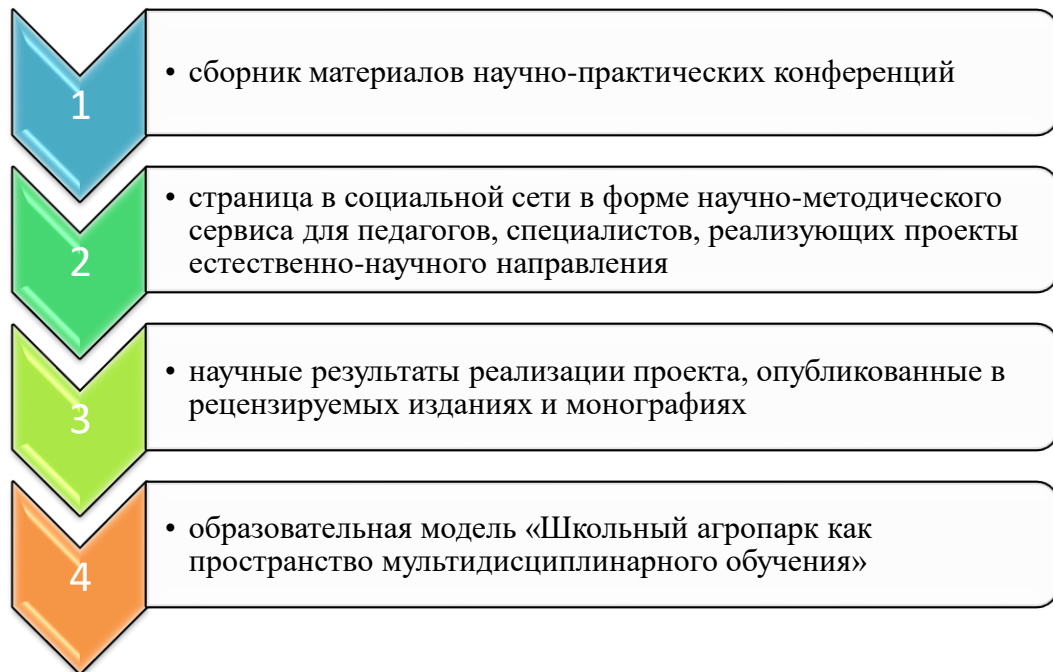 1
• сборник материалов научно-практических конференций
2
• страница в социальной сети в форме научно-методического
сервиса для педагогов, специалистов, реализующих проекты
естественно-научного направления
3
• научные результаты реализации проекта, опубликованные в
рецензируемых изданиях и монографиях
4
• образовательная модель «Школьный агропарк как
пространство мультидисциплинарного обучения»